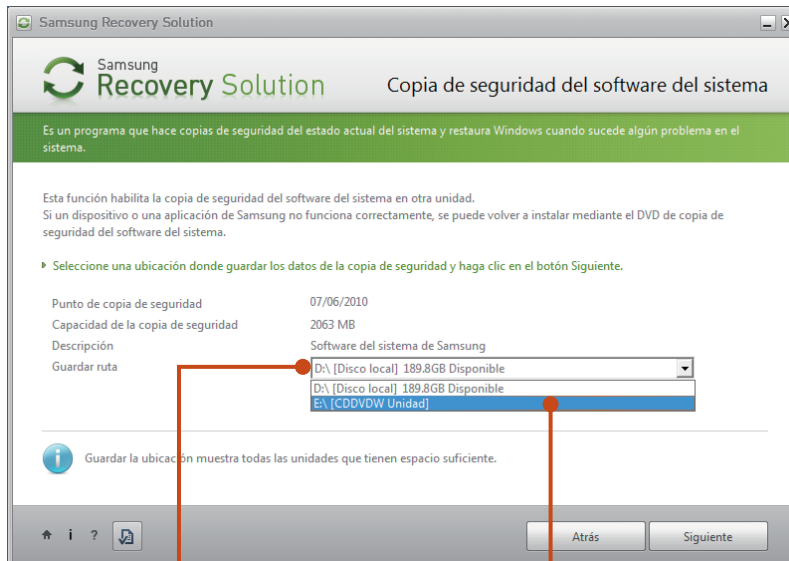 Samsung Recovery Solution
Samsung
Recovery Solution
Copia de seguridad del software del sistema
Es un programa que hace copias de seguridad del estado actual del sistema y restaura Windows cuando sucede algún problema en el
sistema.
Esta función habilita la copia de seguridad del software del sistema en otra unidad.
Si un dispositivo o una aplicación de Samsung no funciona correctamente, se puede volver a instalar mediante el DVD de copia de
seguridad del software del sistema.
Seleccione una ubicación donde guardar los datos de la copia de seguridad y haga clic en el botón Siguiente.
Punto de copia de seguridad 07/06/2010
Capacidad de la copia de seguridad 2063 MB
Descripción Software del sistema de Samsung
Guardar ruta D:\ [Disco local] 189.8GB Disponible
D:\ [Disco local] 189.8GB Disponible
E:\ [CDDVDW Unidad]
Guardar la ubicación muestra todas las unidades que tienen espacio suficiente.
Atrás Siguiente